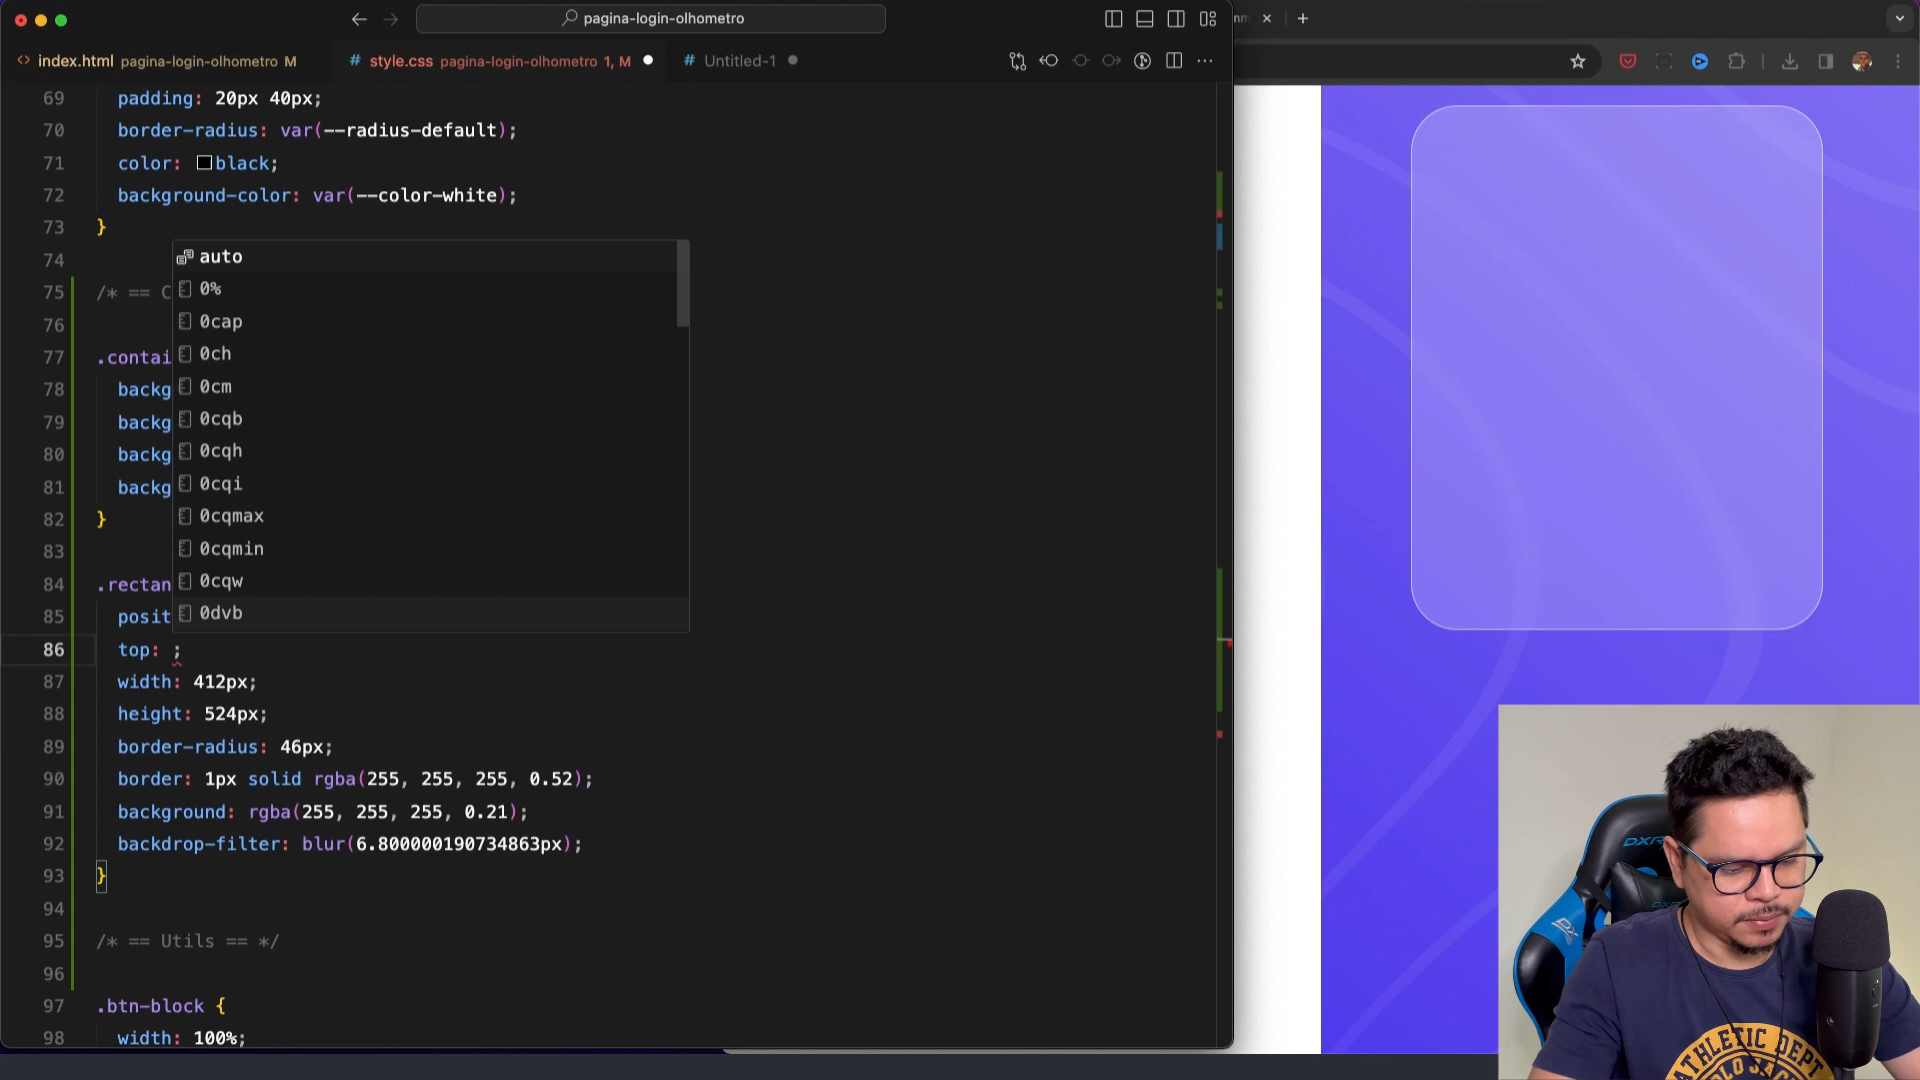 pagina-login-olhometro
index.html pagina-login-olhometro M
style.css pagina-login-olhometro 1, M
Untitled-1
69 padding: 20px 40px;
70 border-radius: var(--radius-default);
71 color: black;
72 background-color: var(--color-white);
73 }
74
75 /* == C
76
77 .contai
78 backg
79 backg
80 backg
81 backg
82 }
83
84 .rectan
85 posit
86 top: ;
87 width: 412px;
88 height: 524px;
89 border-radius: 46px;
90 border: 1px solid rgba(255, 255, 255, 0.52);
91 background: rgba(255, 255, 255, 0.21);
92 backdrop-filter: blur(6.800000190734863px);
93 }
94
95 /* == Utils == */
96
97 .btn-block {
98 width: 100%;
auto
0%
0cap
0ch
0cm
0cqb
0cqh
0cqi
0cqmax
0cqmin
0cqw
0dvb
ATHLETIC DEPT